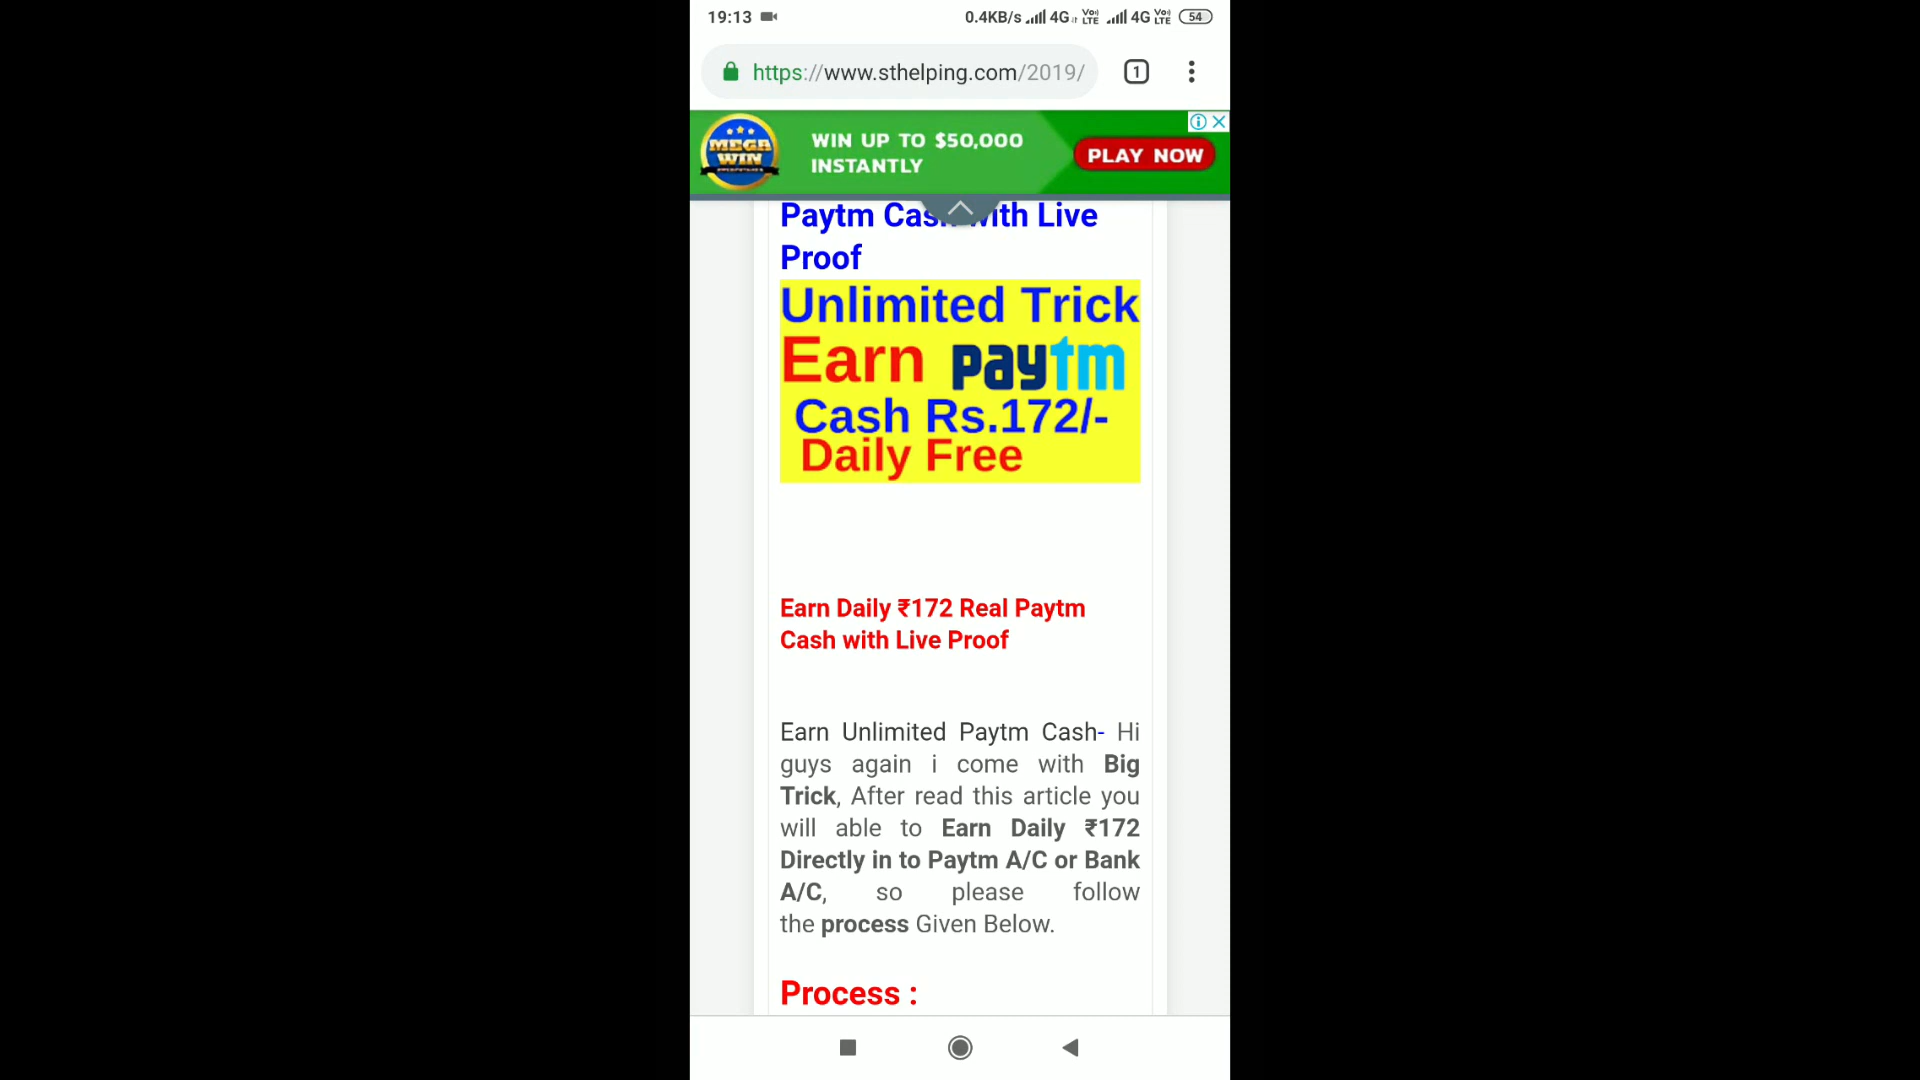 19:13 0.4KB/s 4G VoLTE 4G VoLTE 54
https://www.sthelping.com/2019/ 1
MEGA WIN
WIN UP TO $50,000
INSTANTLY
PLAY NOW
Paytm Cash with Live
Proof
Unlimited Trick
Earn paytm
Cash Rs.172/-
Daily Free
Earn Daily ₹172 Real Paytm
Cash with Live Proof
Earn Unlimited Paytm Cash- Hi
guys again i come with Big
Trick, After read this article you
will able to Earn Daily ₹172
Directly in to Paytm A/C or Bank
A/C, so please follow
the process Given Below.
Process :